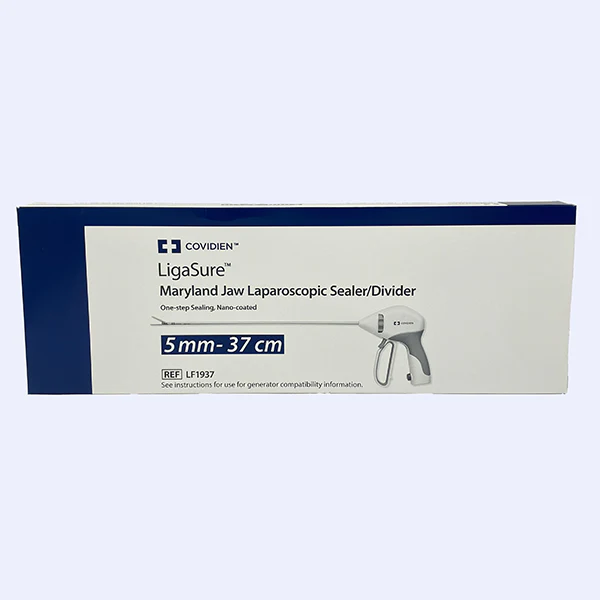 COVIDIEN™
LigaSure™
Maryland Jaw Laparoscopic Sealer/Divider
One-step Sealing, Nano-coated
COVIDIEN
5 mm - 37 cm
REF LF1937
See instructions for use for generator compatibility information.